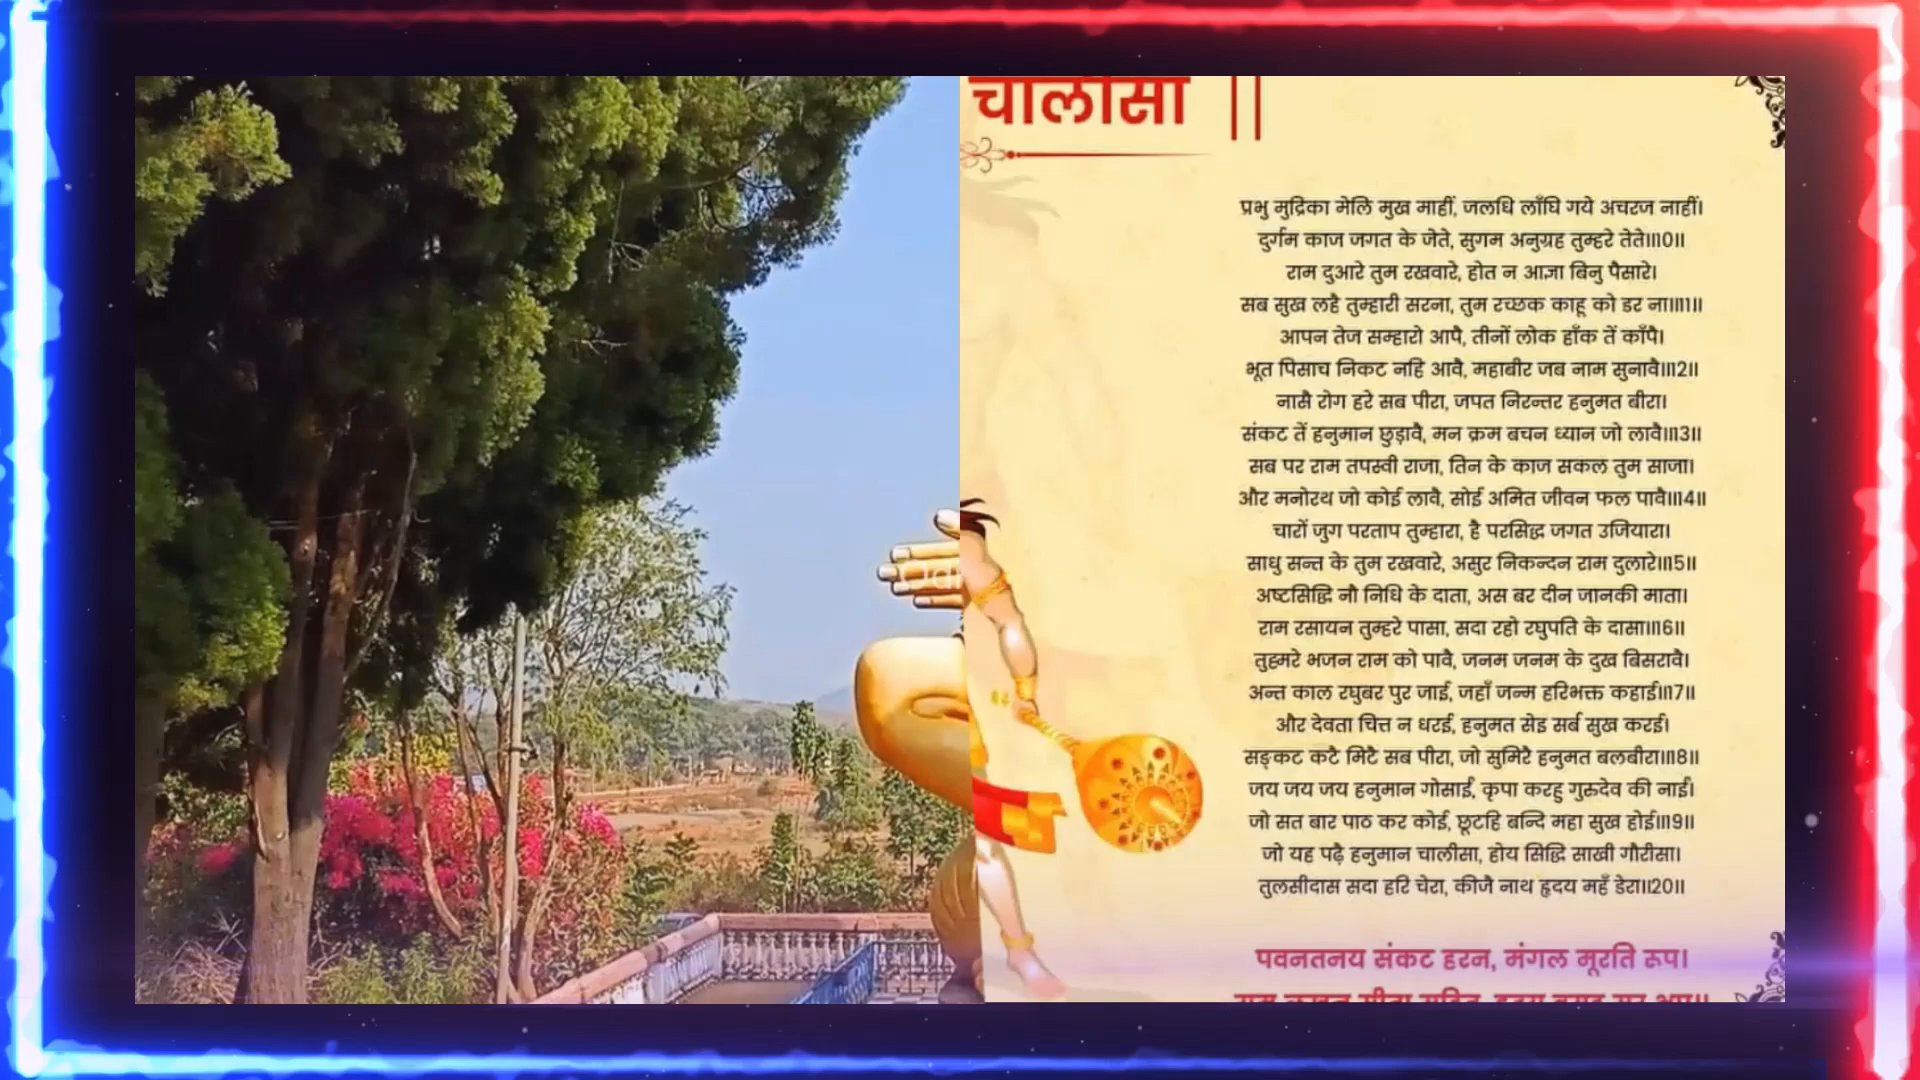 चालीसा ||
प्रभु मुद्रिका मेलि मुख माहीं, जलधि लाँघि गये अचरज नाहीं।
दुर्गम काज जगत के जेते, सुगम अनुग्रह तुम्हरे तेते॥10॥
राम दुआरे तुम रखवारे, होत न आज्ञा बिनु पैसारे।
सब सुख लहै तुम्हारी सरना, तुम रच्छक काहू को डर ना॥11॥
आपन तेज सम्हारो आपै, तीनों लोक हाँक तें काँपै।
भूत पिसाच निकट नहि आवै, महाबीर जब नाम सुनावै॥12॥
नासै रोग हरे सब पीरा, जपत निरन्तर हनुमत बीरा।
संकट तें हनुमान छुड़ावै, मन क्रम बचन ध्यान जो लावै॥13॥
सब पर राम तपस्वी राजा, तिन के काज सकल तुम साजा।
और मनोरथ जो कोई लावै, सोई अमित जीवन फल पावै॥14॥
चारों जुग परताप तुम्हारा, है परसिद्ध जगत उजियारा।
साधु सन्त के तुम रखवारे, असुर निकन्दन राम दुलारे॥15॥
अष्टसिद्धि नौ निधि के दाता, अस बर दीन जानकी माता।
राम रसायन तुम्हरे पासा, सदा रहो रघुपति के दासा॥16॥
तुह्मरे भजन राम को पावै, जनम जनम के दुख बिसरावै।
अन्त काल रघुबर पुर जाई, जहाँ जन्म हरिभक्त कहाई॥17॥
और देवता चित्त न धरई, हनुमत सेइ सर्ब सुख करई।
सङ्कट कटै मिटै सब पीरा, जो सुमिरै हनुमत बलबीरा॥18॥
जय जय जय हनुमान गोसाईं, कृपा करहु गुरुदेव की नाईं।
जो सत बार पाठ कर कोई, छूटहि बन्दि महा सुख होई॥19॥
जो यह पढ़ै हनुमान चालीसा, होय सिद्धि साखी गौरीसा।
तुलसीदास सदा हरि चेरा, कीजै नाथ हृदय महँ डेरा॥20॥
पवनतनय संकट हरन, मंगल मूरति रूप।